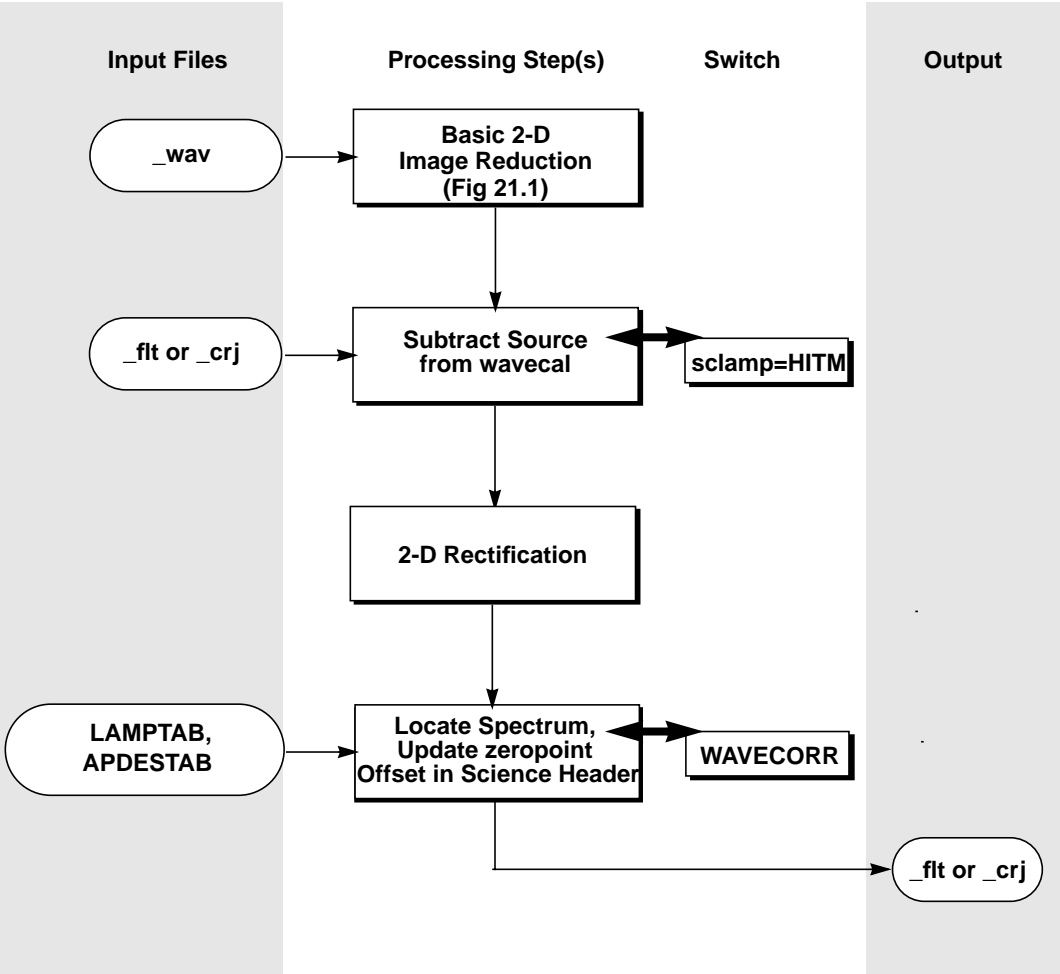 Input Files
Processing Step(s)
Switch
Output
_wav
Basic 2-D
Image Reduction
(Fig 21.1)
_flt or _crj
Subtract Source
from wavecal
sclamp=HITM
2-D Rectification
LAMPTAB,
APDESTAB
Locate Spectrum,
Update zeropoint
Offset in Science Header
WAVECORR
_flt or _crj